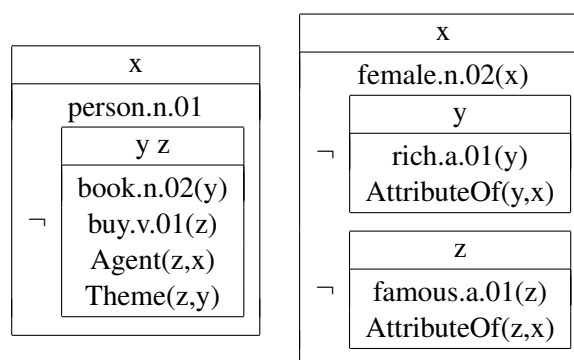 x
person.n.01
y z
book.n.02(y)
¬ buy.v.01(z)
Agent(z,x)
Theme(z,y)
x
female.n.02(x)
y
¬ rich.a.01(y)
AttributeOf(y,x)
z
¬ famous.a.01(z)
AttributeOf(z,x)